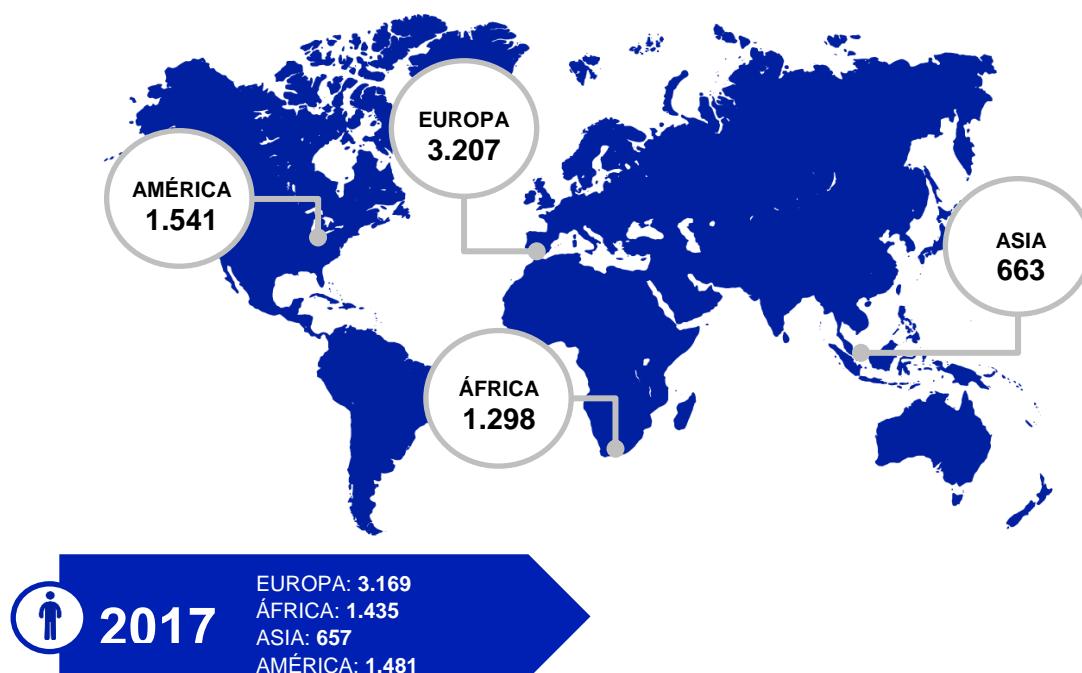 EUROPA
3.207
AMÉRICA
1.541
ASIA
663
ÁFRICA
1.298
2017
EUROPA: 3.169
ÁFRICA: 1.435
ASIA: 657
AMÉRICA: 1.481